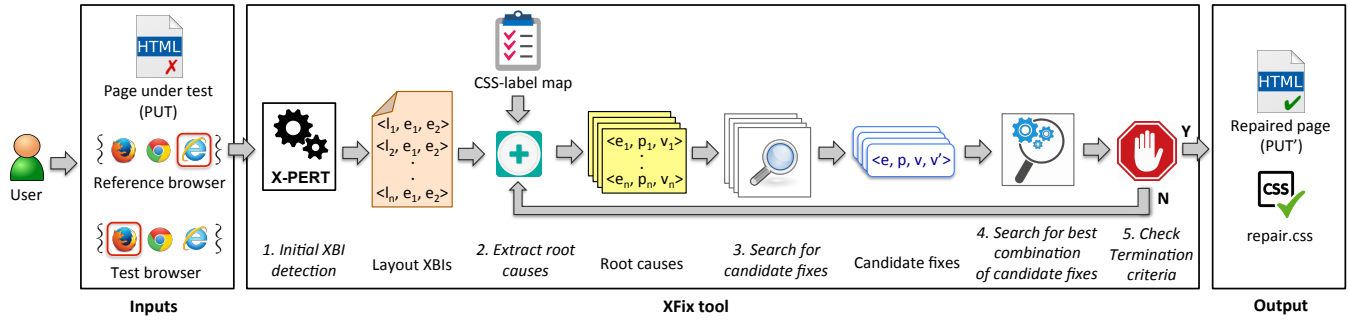 User
HTML
Page under test
(PUT)
Reference browser
Test browser
Inputs
X-PERT
1. Initial XBI
detection
<l1, e1, e2>
<l2, e1, e2>
.
.
<ln, e1, e2>
Layout XBIs
CSS-label map
2. Extract root
causes
<e1, p1, v1>
.
.
<en, pn, vn>
Root causes
3. Search for
candidate fixes
<e, p, v, v'>
Candidate fixes
4. Search for best
combination
of candidate fixes
Y
N
5. Check
Termination
criteria
XFix tool
HTML
Repaired page
(PUT')
CSS
repair.css
Output